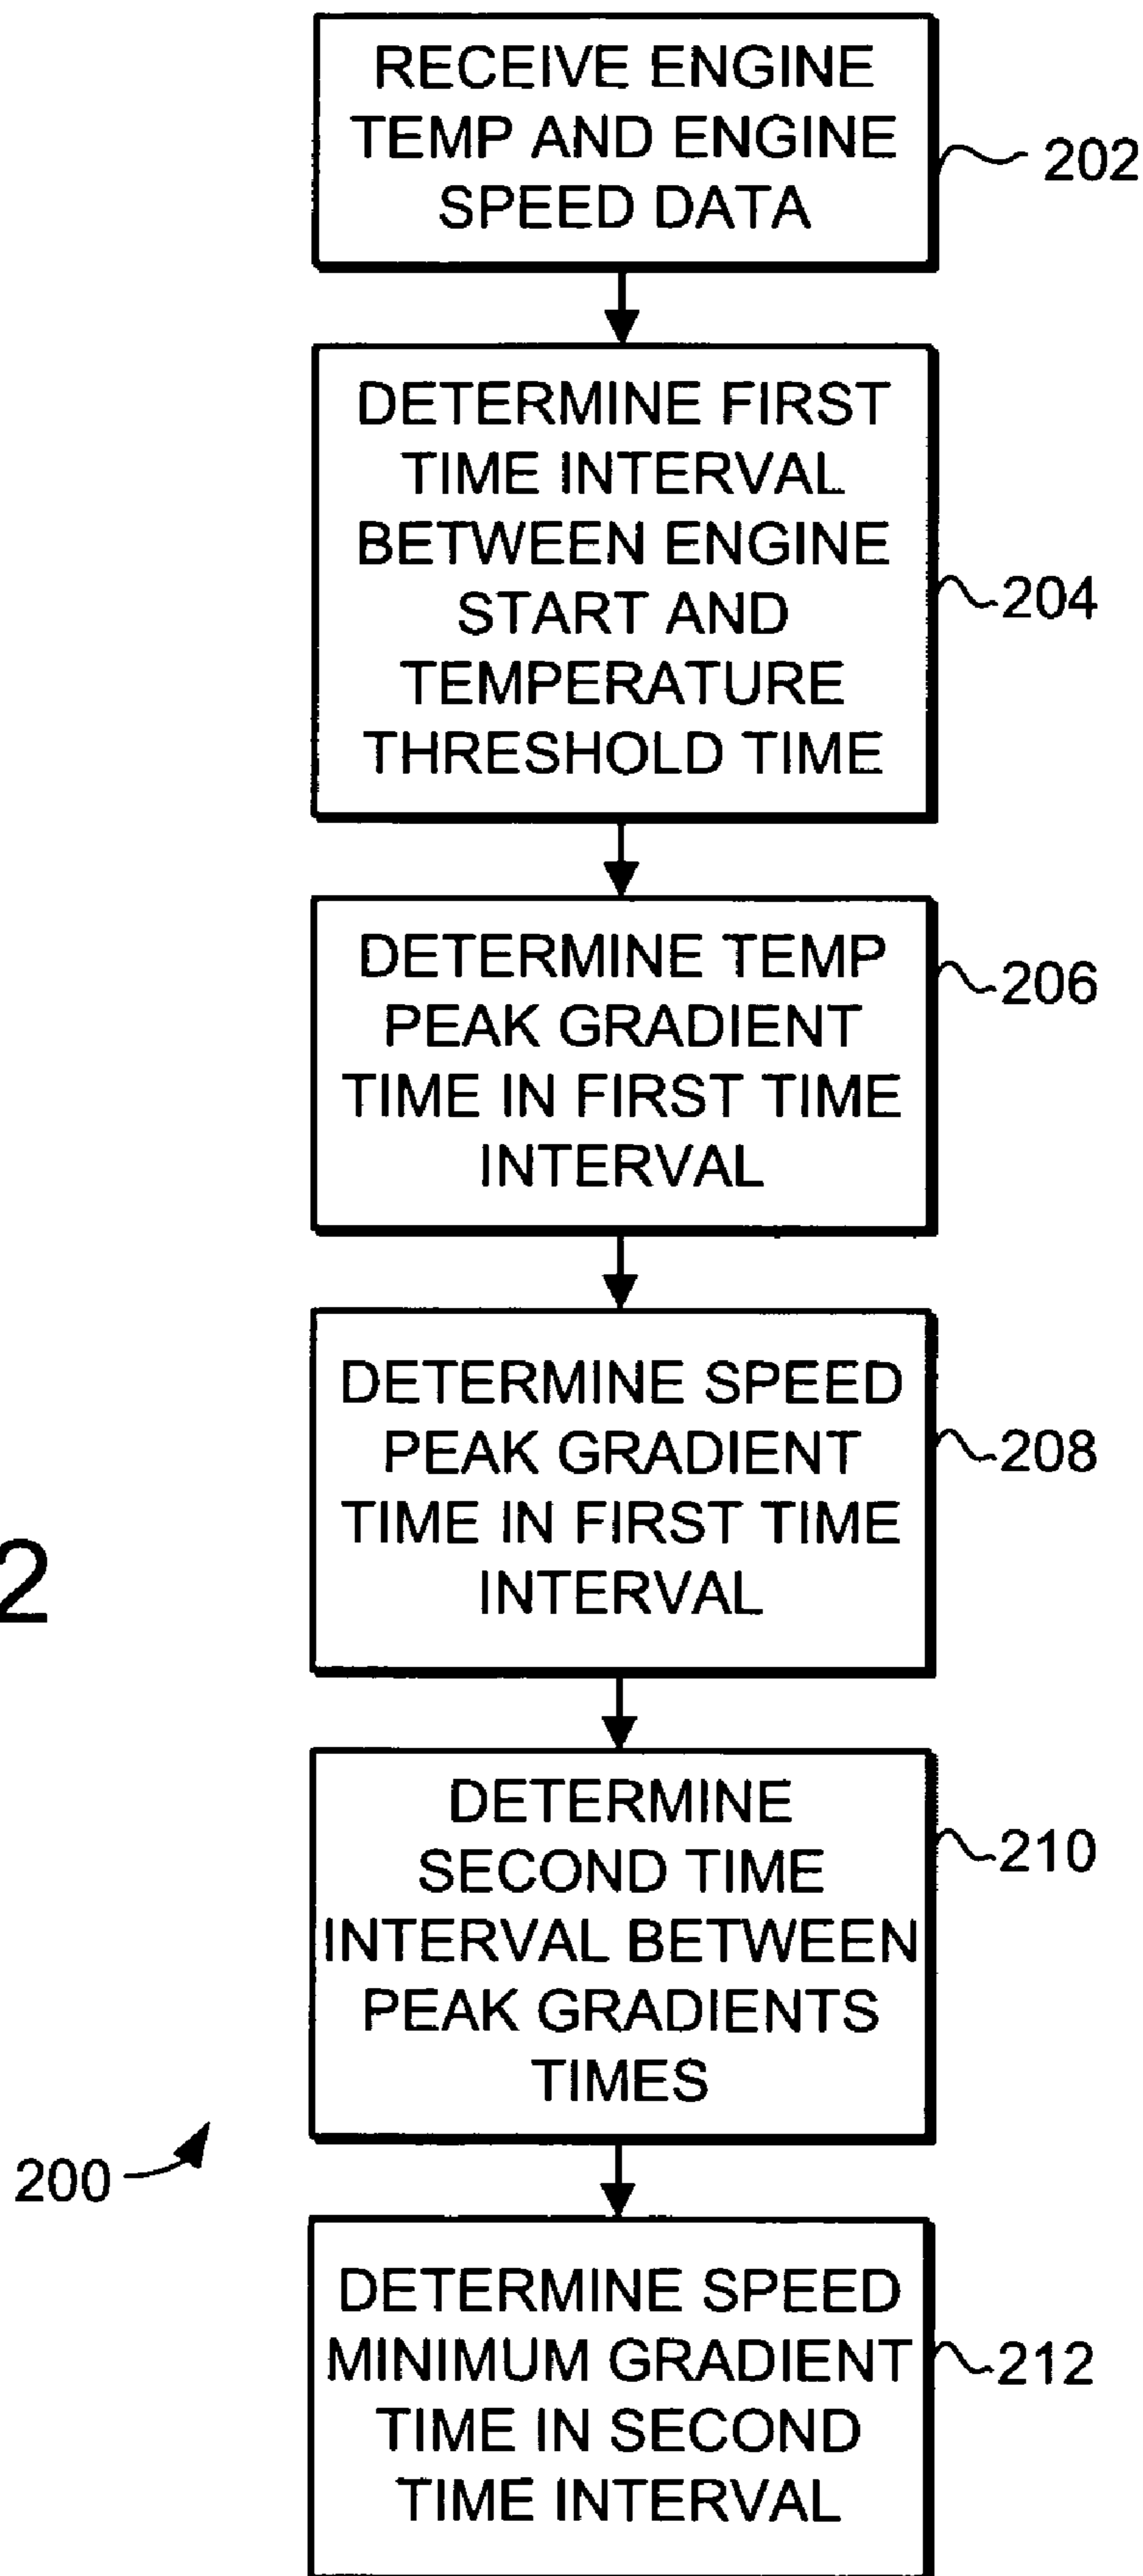 RECEIVE ENGINE
TEMP AND ENGINE
SPEED DATA
202
DETERMINE FIRST
TIME INTERVAL
BETWEEN ENGINE
START AND
TEMPERATURE
THRESHOLD TIME
204
DETERMINE TEMP
PEAK GRADIENT
TIME IN FIRST TIME
INTERVAL
206
DETERMINE SPEED
PEAK GRADIENT
TIME IN FIRST TIME
INTERVAL
208
2
DETERMINE
SECOND TIME
INTERVAL BETWEEN
PEAK GRADIENTS
TIMES
210
200
DETERMINE SPEED
MINIMUM GRADIENT
TIME IN SECOND
TIME INTERVAL
212